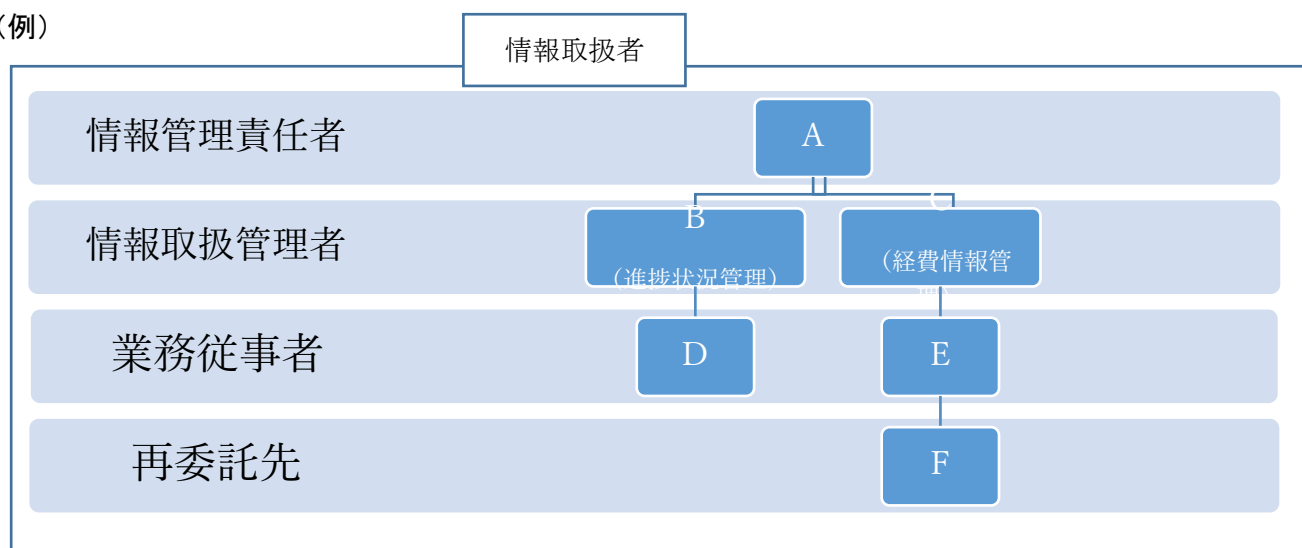 （例）
情報取扱者
情報管理責任者
A
情報取扱管理者
B
（進捗状況管理）
C
（経費情報管
業務従事者
D
E
再委託先
F